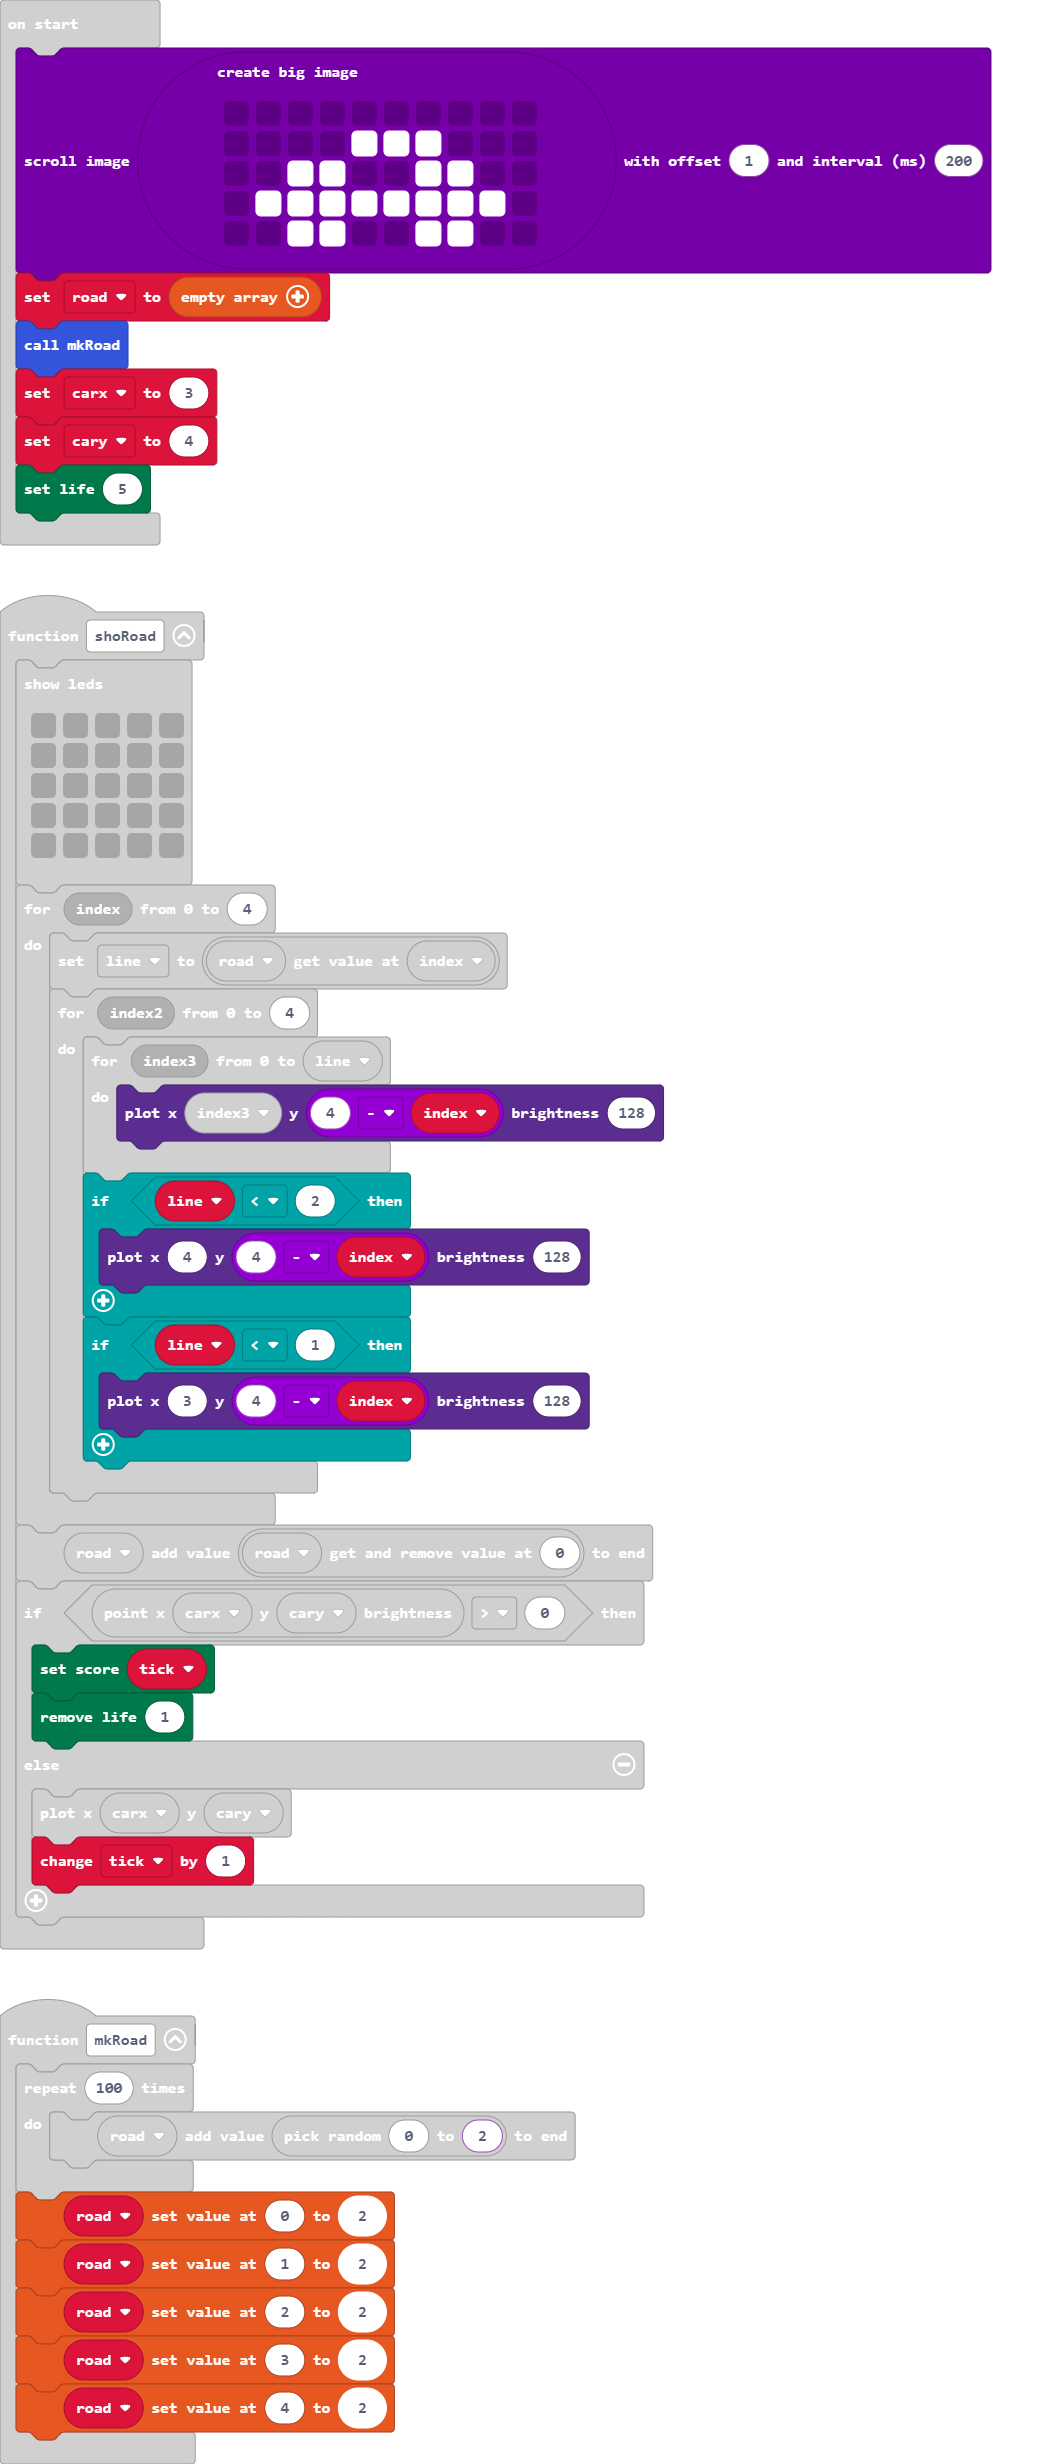 on start
create big image
scroll image with offset 1 and interval (ms) 200
set road to empty array
call mkRoad
set carx to 3
set cary to 4
set life 5
function shoRoad
show leds
for index from 0 to 4
do
set line to road get value at index
for index2 from 0 to 4
do
for index3 from 0 to line
do
plot x index3 y 4 - index brightness 128
if line < 2 then
plot x 4 y 4 - index brightness 128
if line < 1 then
plot x 3 y 4 - index brightness 128
road add value road get and remove value at 0 to end
if point x carx y cary brightness > 0 then
set score tick
remove life 1
else
plot x carx y cary
change tick by 1
function mkRoad
repeat 100 times
do
road add value pick random 0 to 2 to end
road set value at 0 to 2
road set value at 1 to 2
road set value at 2 to 2
road set value at 3 to 2
road set value at 4 to 2